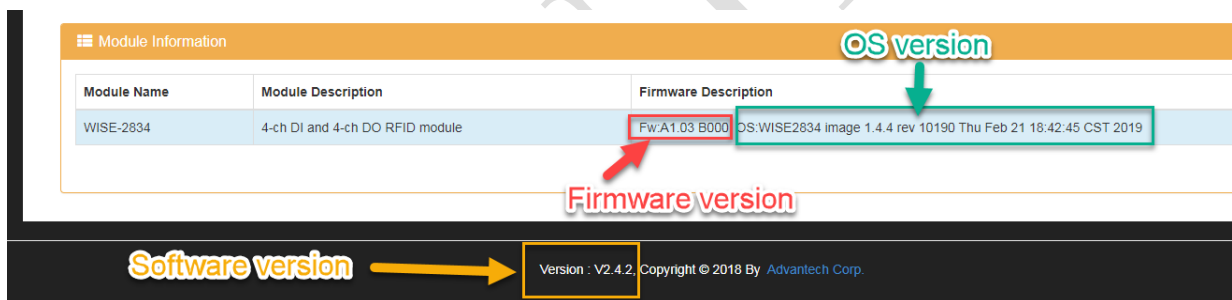 Module Information
OS version
Module Name Module Description Firmware Description
WISE-2834 4-ch DI and 4-ch DO RFID module Fw:A1.03 B000 OS:WISE2834 image 1.4.4 rev 10190 Thu Feb 21 18:42:45 CST 2019
Firmware version
Software version
Version : V2.4.2, Copyright © 2018 By Advantech Corp.